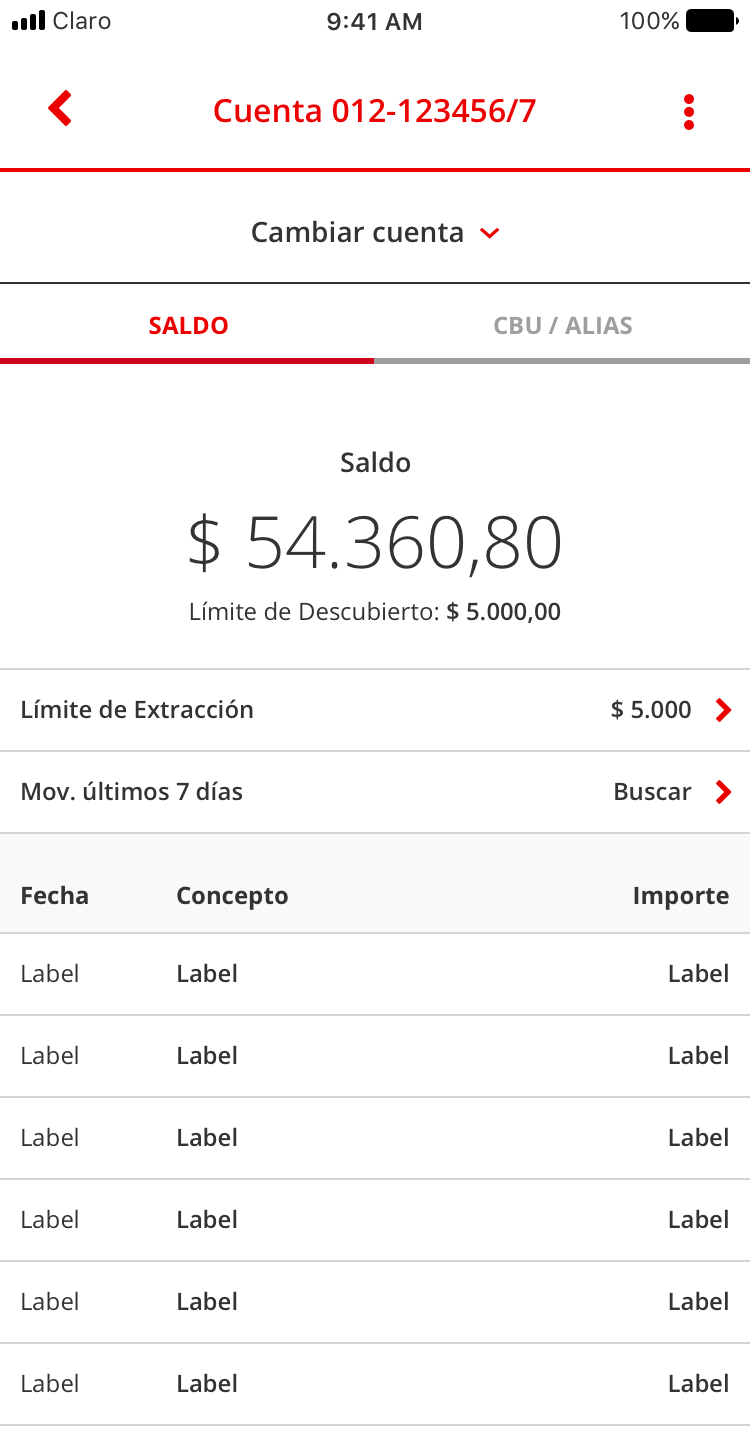 Claro 9:41 AM 100%
Cuenta 012-123456/7
Cambiar cuenta
SALDO CBU / ALIAS
Saldo
$ 54.360,80
Límite de Descubierto: $ 5.000,00
Límite de Extracción $ 5.000
Mov. últimos 7 días Buscar
Fecha Concepto Importe
Label Label Label
Label Label Label
Label Label Label
Label Label Label
Label Label Label
Label Label Label